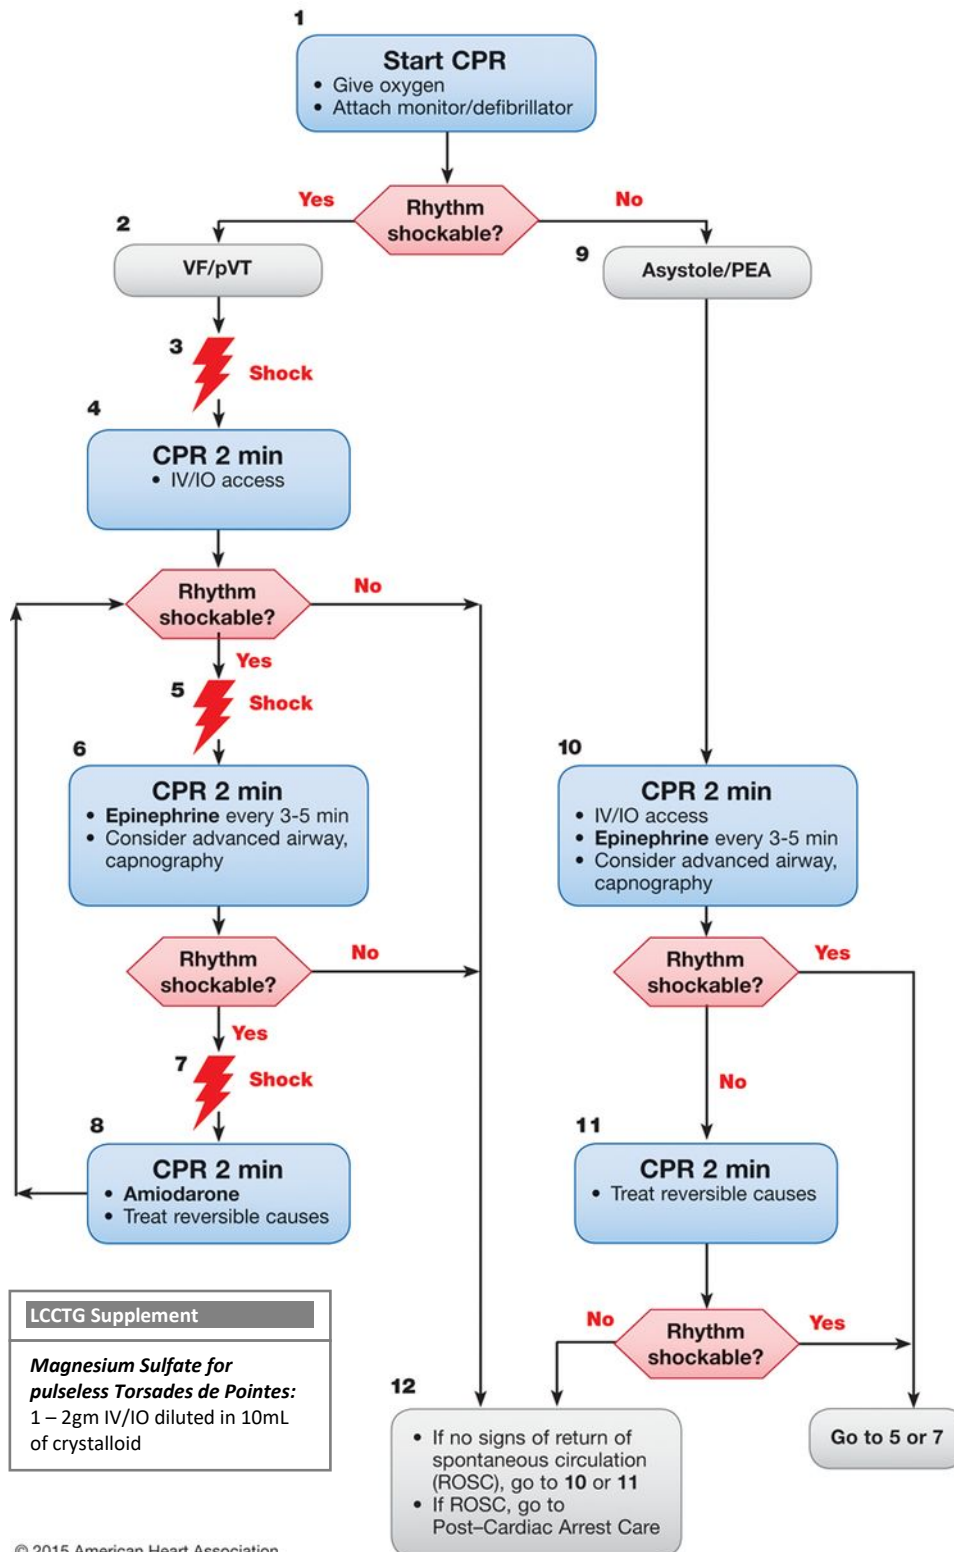 1
Start CPR
• Give oxygen
• Attach monitor/defibrillator
Rhythm
shockable?
Yes
No
2
VF/pVT
9
Asystole/PEA
3
Shock
4
CPR 2 min
• IV/IO access
Rhythm
shockable?
No
Yes
5
Shock
6
CPR 2 min
• Epinephrine every 3-5 min
• Consider advanced airway,
capnography
Rhythm
shockable?
No
Yes
7
Shock
8
CPR 2 min
• Amiodarone
• Treat reversible causes
10
CPR 2 min
• IV/IO access
• Epinephrine every 3-5 min
• Consider advanced airway,
capnography
Rhythm
shockable?
Yes
No
11
CPR 2 min
• Treat reversible causes
Rhythm
shockable?
No
Yes
12
• If no signs of return of
spontaneous circulation
(ROSC), go to 10 or 11
• If ROSC, go to
Post–Cardiac Arrest Care
Go to 5 or 7
LCCTG Supplement
Magnesium Sulfate for
pulseless Torsades de Pointes:
1 – 2gm IV/IO diluted in 10mL
of crystalloid
© 2015 American Heart Association